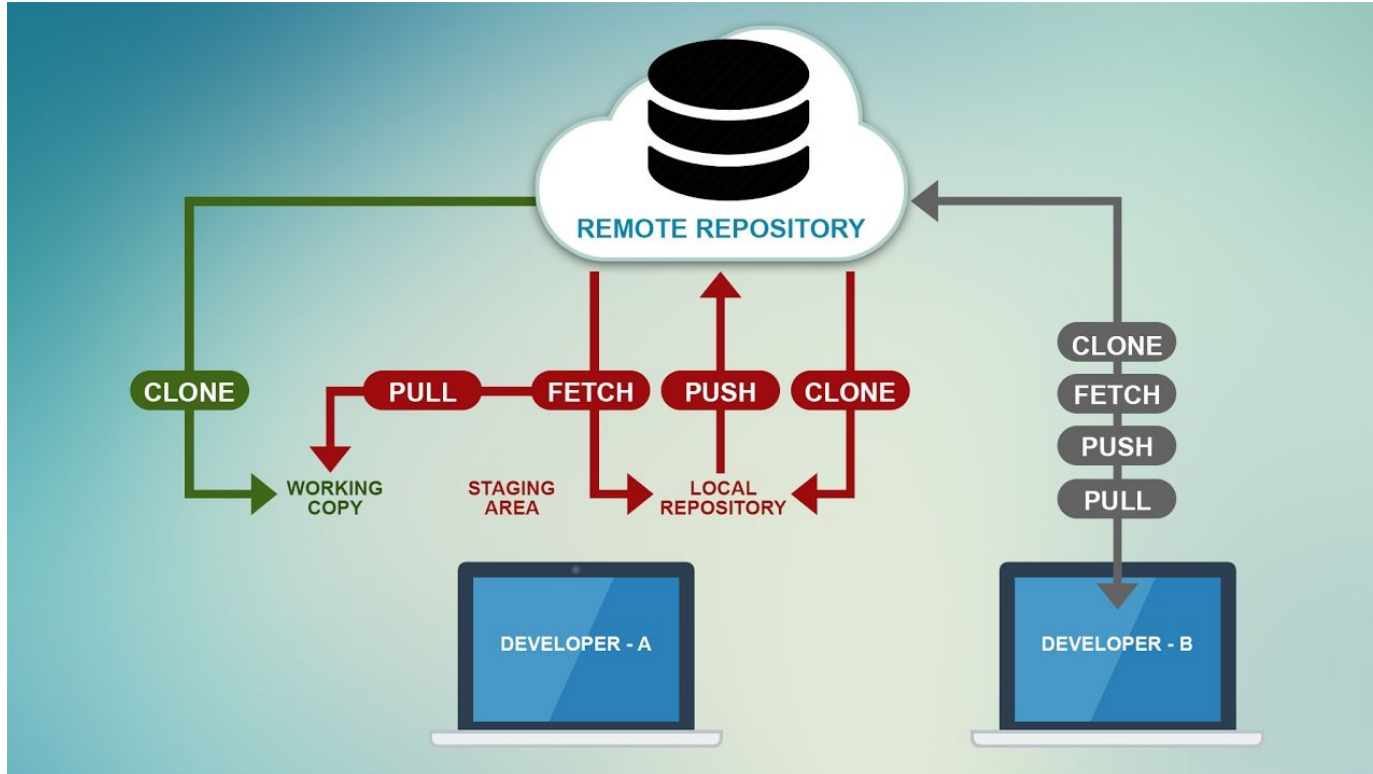 REMOTE REPOSITORY
CLONE
PULL
FETCH
PUSH
CLONE
WORKING
COPY
STAGING
AREA
LOCAL
REPOSITORY
CLONE
FETCH
PUSH
PULL
DEVELOPER - A
DEVELOPER - B